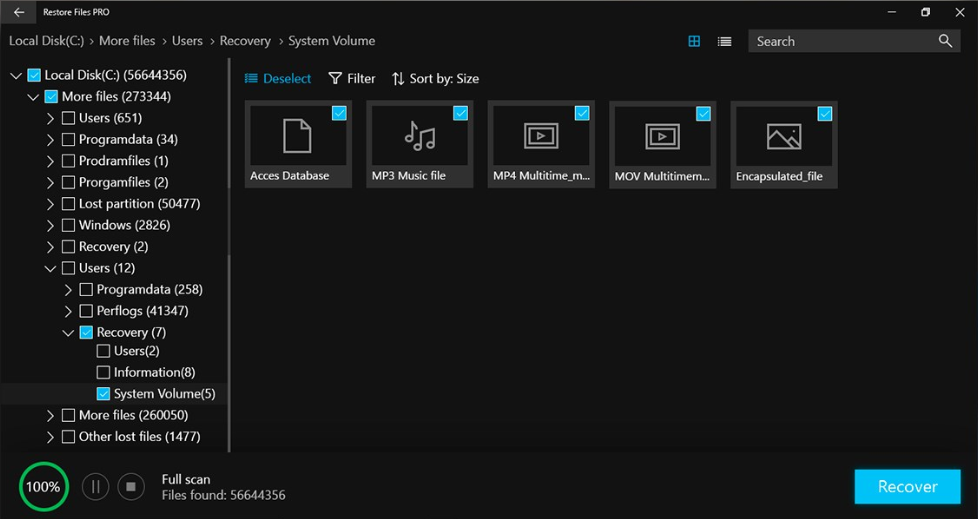 Restore Files PRO
Local Disk(C:) > More files > Users > Recovery > System Volume
Search
Local Disk(C:) (56644356)
More files (273344)
Users (651)
Programdata (34)
Prodramfiles (1)
Prorgamfiles (2)
Lost partition (50477)
Windows (2826)
Recovery (2)
Users (12)
Programdata (258)
Perflogs (41347)
Recovery (7)
Users(2)
Information(8)
System Volume(5)
More files (260050)
Other lost files (1477)
Deselect Filter Sort by: Size
Acces Database
MP3 Music file
MP4 Multitime_m...
MOV Multitimem...
Encapsulated_file
100%
Full scan
Files found: 56644356
Recover